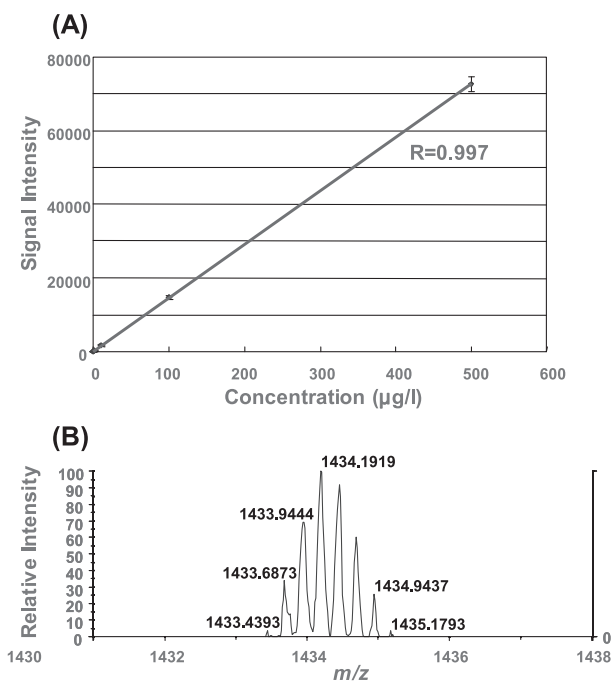 (A)
80000
60000
40000
20000
0
Signal Intensity
R=0.997
0 100 200 300 400 500 600
Concentration (µg/l)
(B)
100
90
80
70
60
50
40
30
20
10
0
Relative Intensity
1434.1919
1433.9444
1433.6873
1433.4393
1434.9437
1435.1793
0
1430 1432 1434 1436 1438
m/z